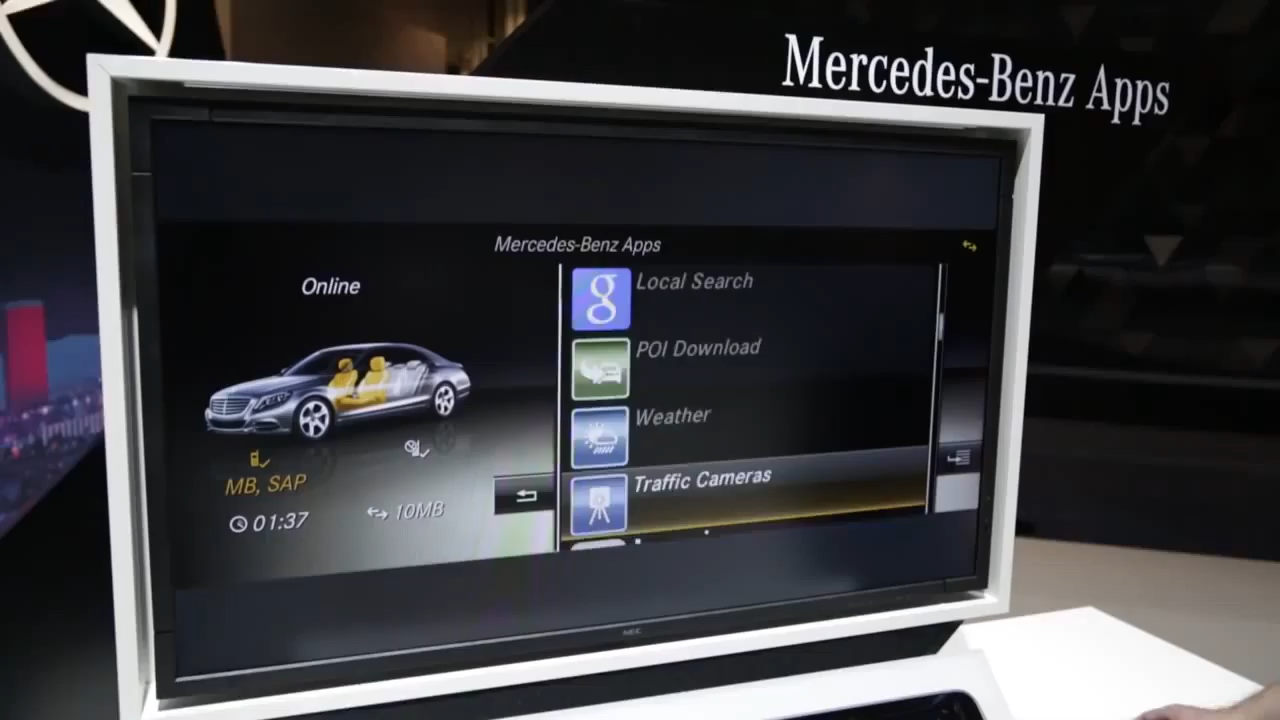 Mercedes-Benz Apps
Mercedes-Benz Apps
Online
g
Local Search
POI Download
Weather
Traffic Cameras
MB, SAP
01:37
10MB
NEC